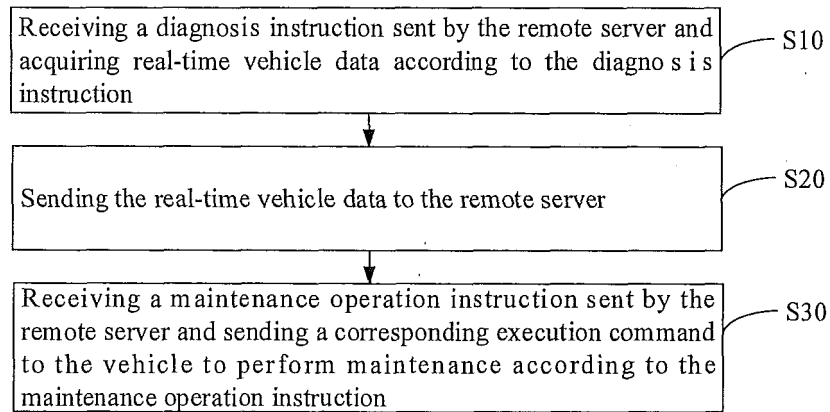 Receiving a diagnosis instruction sent by the remote server and
acquiring real-time vehicle data according to the diagnosis
instruction
S10
Sending the real-time vehicle data to the remote server
S20
Receiving a maintenance operation instruction sent by the
remote server and sending a corresponding execution command
to the vehicle to perform maintenance according to the
maintenance operation instruction
S30